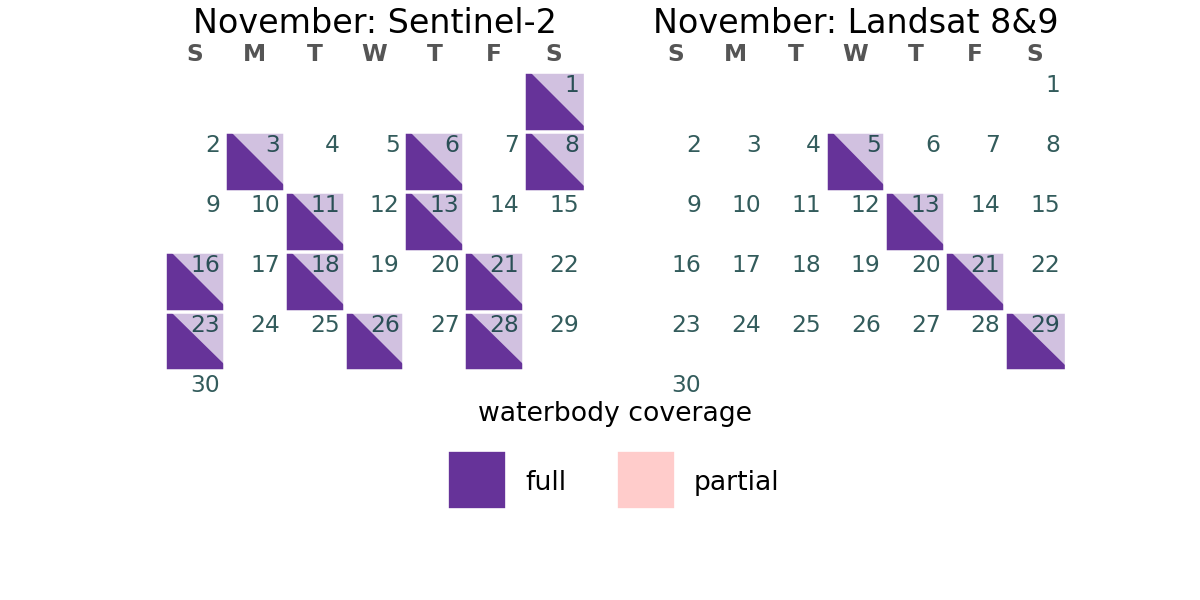 November: Sentinel-2
S M T W T F S
1
2 3 4 5 6 7 8
9 10 11 12 13 14 15
16 17 18 19 20 21 22
23 24 25 26 27 28 29
30
November: Landsat 8&9
S M T W T F S
1
2 3 4 5 6 7 8
9 10 11 12 13 14 15
16 17 18 19 20 21 22
23 24 25 26 27 28 29
30
waterbody coverage
full partial